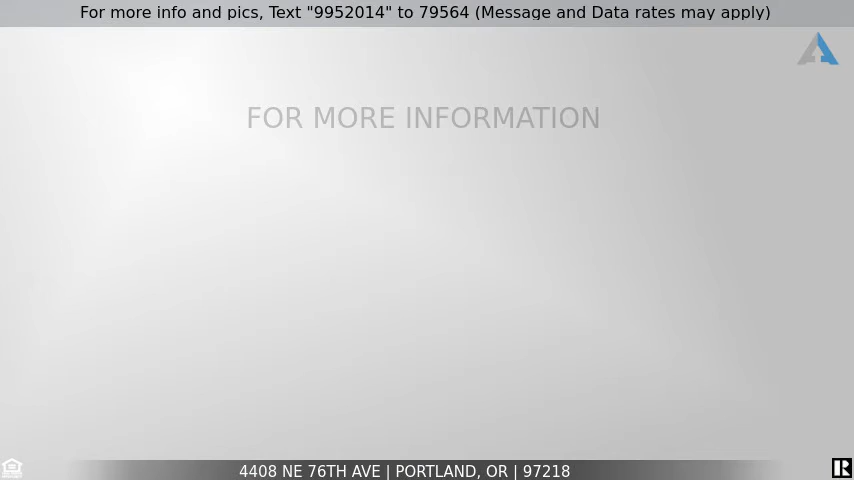 For more info and pics, Text "9952014" to 79564 (Message and Data rates may apply)
FOR MORE INFORMATION
4408 NE 76TH AVE | PORTLAND, OR | 97218